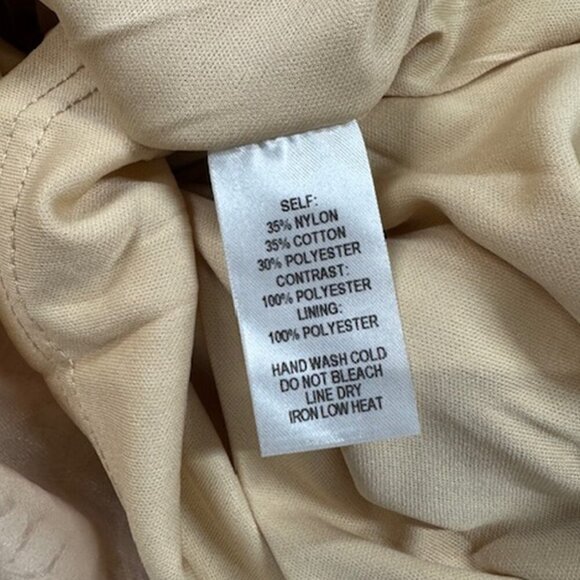 SELF:
35% NYLON
35% COTTON
30% POLYESTER
CONTRAST:
100% POLYESTER
LINING:
100% POLYESTER
HAND WASH COLD
DO NOT BLEACH
LINE DRY
IRON LOW HEAT